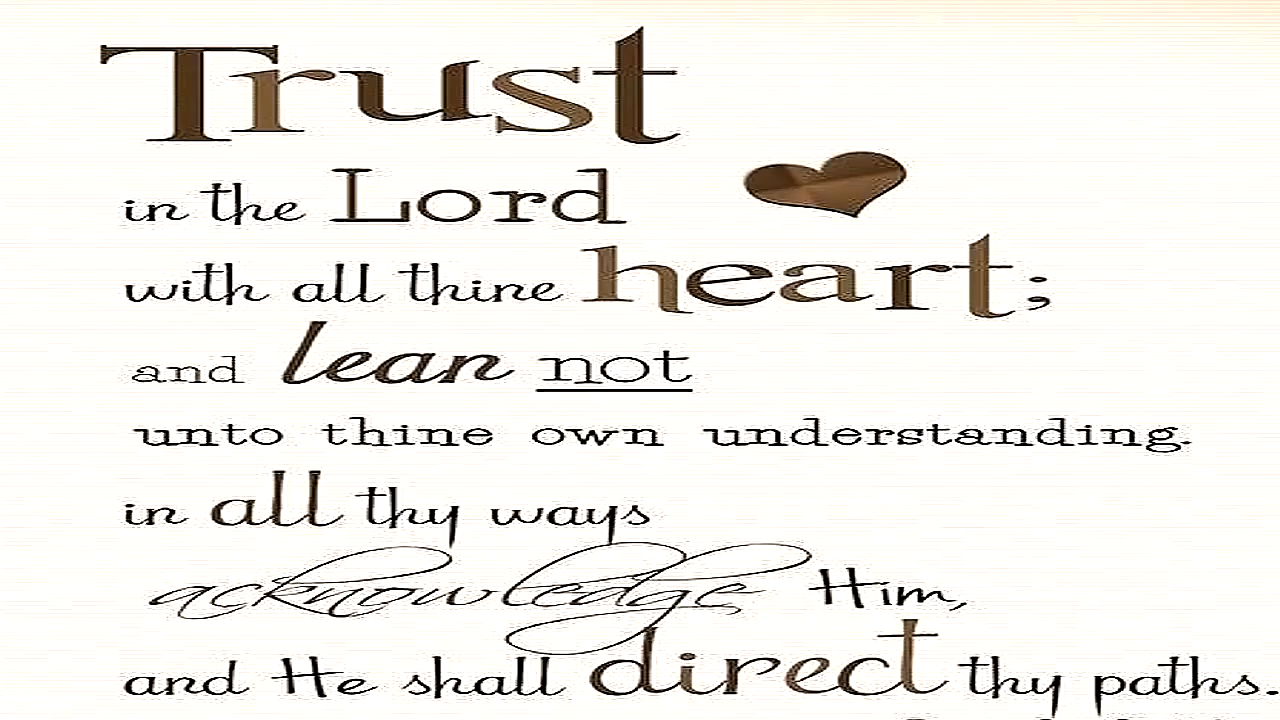 Trust
in the Lord
with all thine heart;
and lean not
unto thine own understanding.
in all thy ways
acknowledge Him,
and He shall direct thy paths.